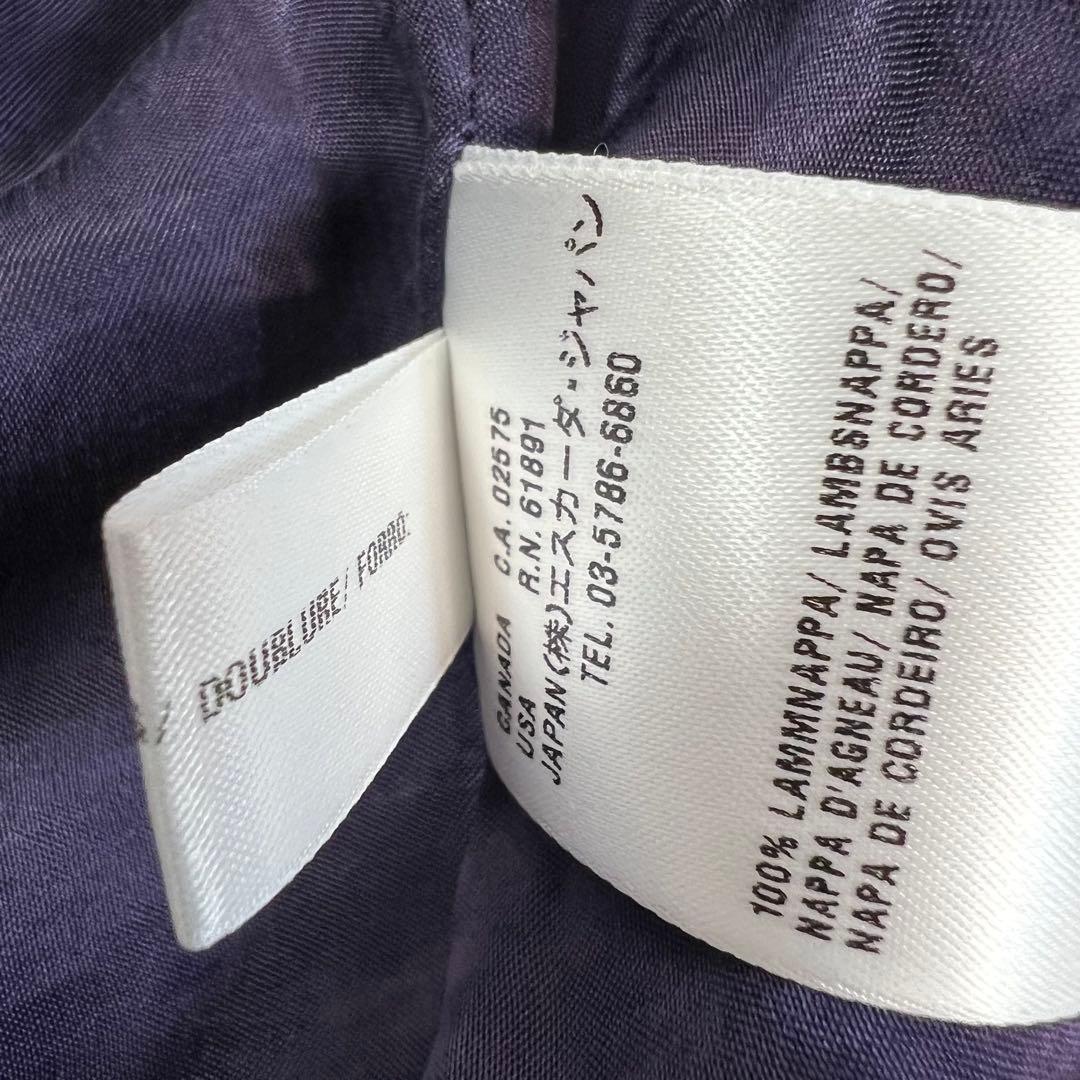 DOUBLURE/ FORRO:
CANADA C.A. 02575
USA R.N. 61891
JAPAN (株)エスカーダ・ジャパン
TEL. 03-5786-6860
100% LAMMNAPPA/ LAMBSNAPPA/
NAPPA D'AGNEAU/ NAPA DE CORDERO/
NAPA DE CORDEIRO/ OVIS ARIES